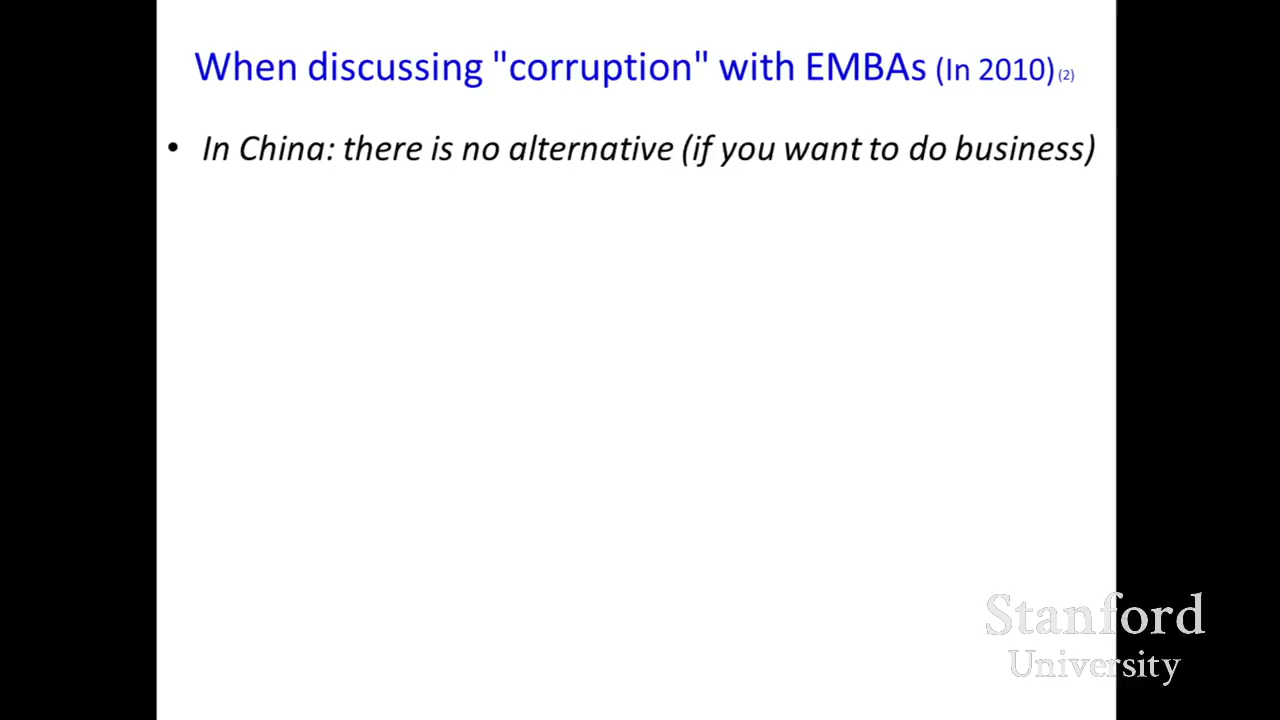 When discussing "corruption" with EMBAs (In 2010) (2)
• In China: there is no alternative (if you want to do business)
Stanford
University